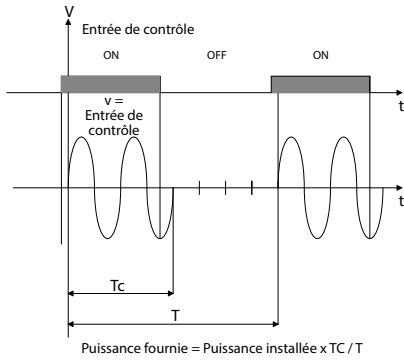 V
Entrée de contrôle
ON OFF ON
t
v =
Entrée de
contrôle
t
Tc
T
Puissance fournie = Puissance installée x TC / T